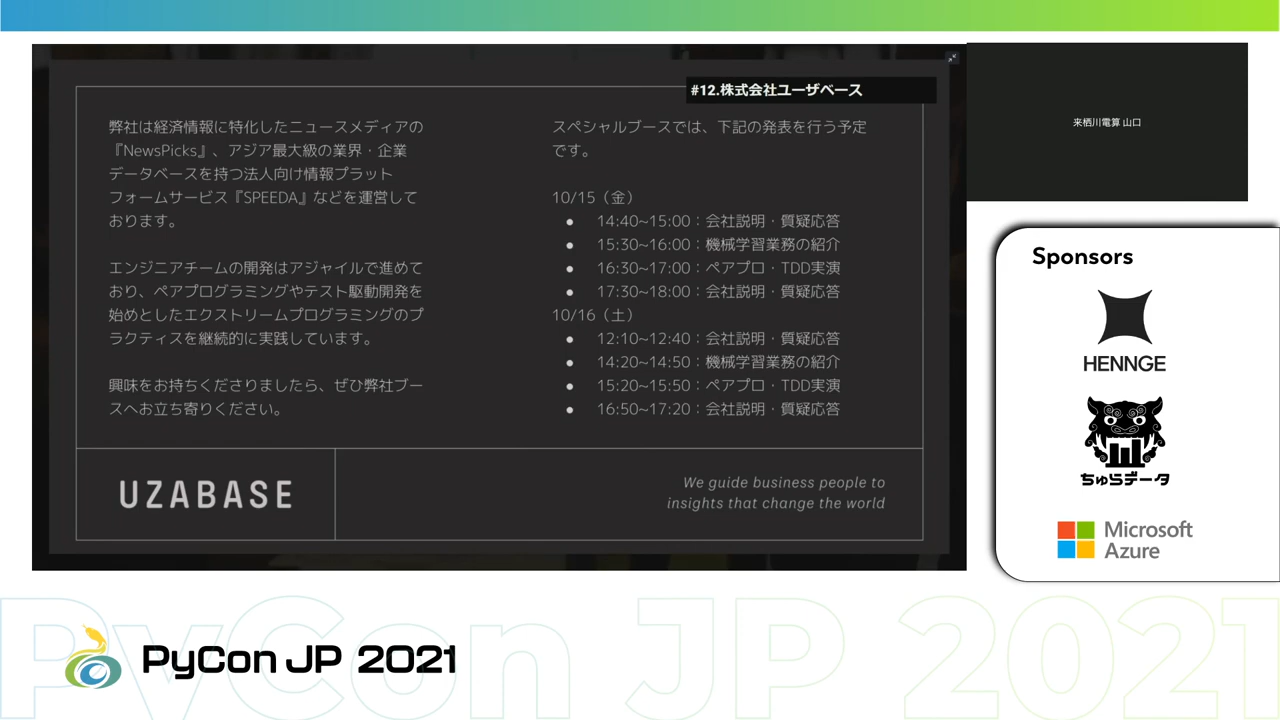 #12.株式会社ユーザベース
弊社は経済情報に特化したニュースメディアの
『NewsPicks』、アジア最大級の業界・企業
データベースを持つ法人向け情報プラット
フォームサービス『SPEEDA』などを運営して
おります。
エンジニアチームの開発はアジャイルで進めて
おり、ペアプログラミングやテスト駆動開発を
始めとしたエクストリームプログラミングのプ
ラクティスを継続的に実践しています。
興味をお持ちくださりましたら、ぜひ弊社ブー
スへお立ち寄りください。
スペシャルブースでは、下記の発表を行う予定
です。
10/15（金）
● 14:40~15:00：会社説明・質疑応答
● 15:30~16:00：機械学習業務の紹介
● 16:30~17:00：ペアプロ・TDD実演
● 17:30~18:00：会社説明・質疑応答
10/16（土）
● 12:10~12:40：会社説明・質疑応答
● 14:20~14:50：機械学習業務の紹介
● 15:20~15:50：ペアプロ・TDD実演
● 16:50~17:20：会社説明・質疑応答
UZABASE
We guide business people to
insights that change the world
来栖川電算 山口
Sponsors
HENNGE
ちゅらデータ
Microsoft
Azure
PyCon JP 2021
PyCon JP 2021